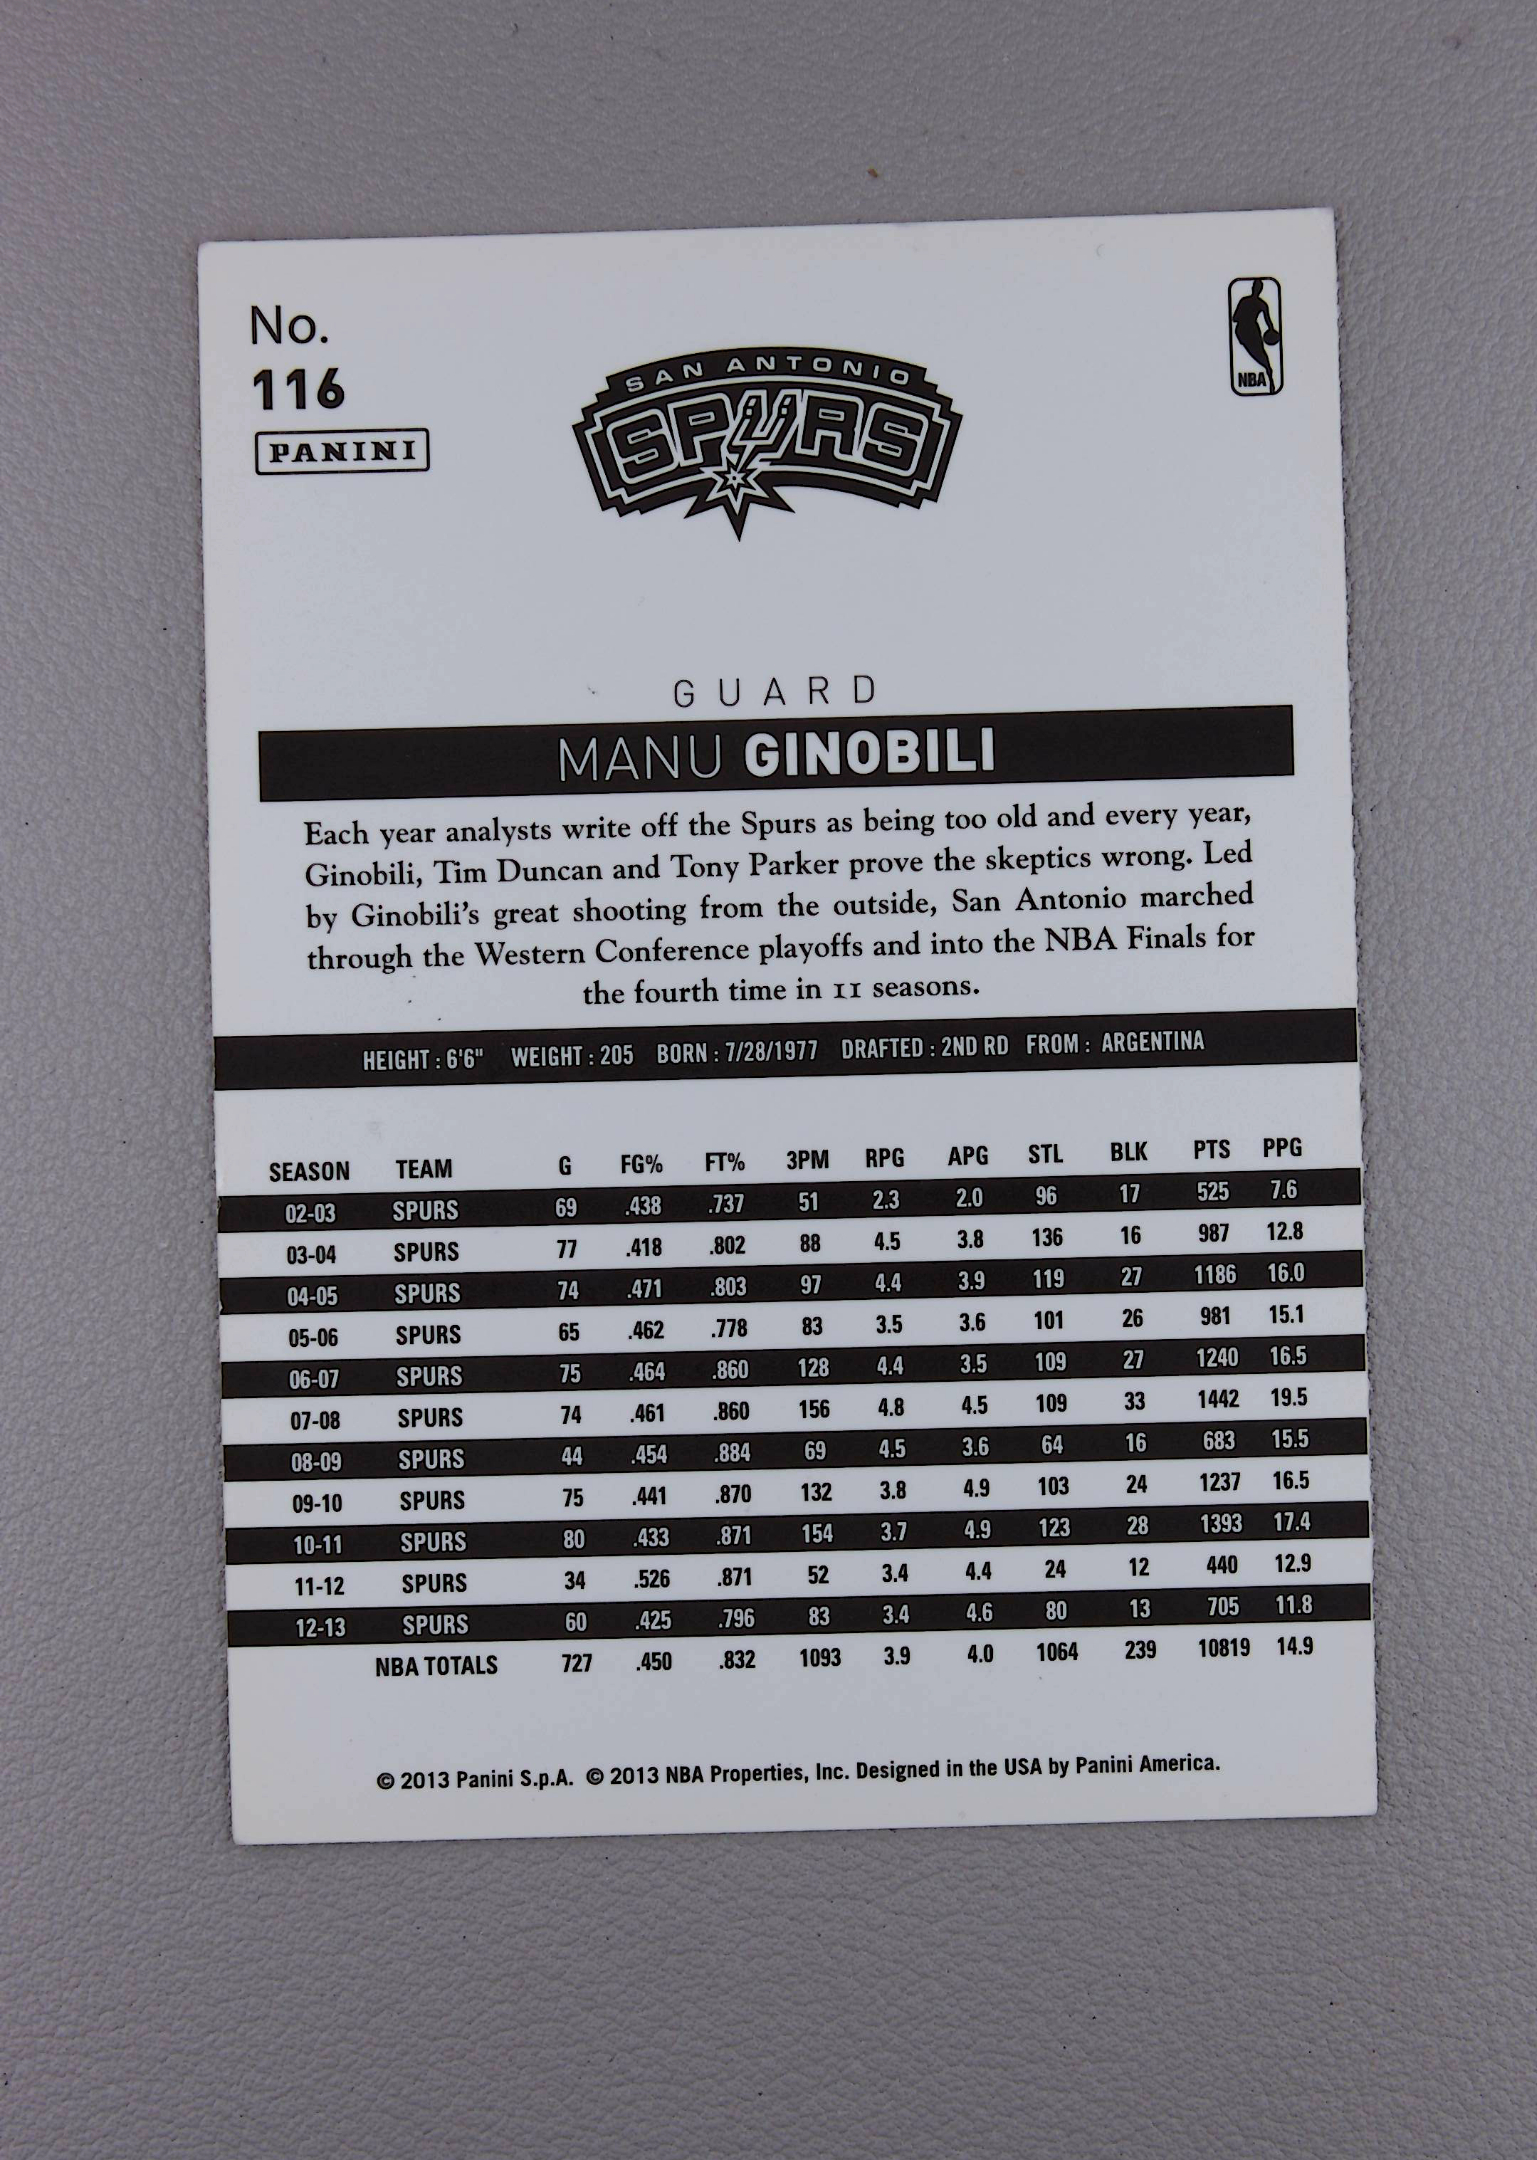 No.
116
PANINI
SAN ANTONIO
SPURS
NBA
GUARD
MANU GINOBILI
Each year analysts write off the Spurs as being too old and every year,
Ginobili, Tim Duncan and Tony Parker prove the skeptics wrong. Led
by Ginobili's great shooting from the outside, San Antonio marched
through the Western Conference playoffs and into the NBA Finals for
the fourth time in 11 seasons.
HEIGHT : 6'6" WEIGHT : 205 BORN : 7/28/1977 DRAFTED : 2ND RD FROM : ARGENTINA
SEASON TEAM G FG% FT% 3PM RPG APG STL BLK PTS PPG
02-03 SPURS 69 .438 .737 51 2.3 2.0 96 17 525 7.6
03-04 SPURS 77 .418 .802 88 4.5 3.8 136 16 987 12.8
04-05 SPURS 74 .471 .803 97 4.4 3.9 119 27 1186 16.0
05-06 SPURS 65 .462 .778 83 3.5 3.6 101 26 981 15.1
06-07 SPURS 75 .464 .860 128 4.4 3.5 109 27 1240 16.5
07-08 SPURS 74 .461 .860 156 4.8 4.5 109 33 1442 19.5
08-09 SPURS 44 .454 .884 69 4.5 3.6 64 16 683 15.5
09-10 SPURS 75 .441 .870 132 3.8 4.9 103 24 1237 16.5
10-11 SPURS 80 .433 .871 154 3.7 4.9 123 28 1393 17.4
11-12 SPURS 34 .526 .871 52 3.4 4.4 24 12 440 12.9
12-13 SPURS 60 .425 .796 83 3.4 4.6 80 13 705 11.8
NBA TOTALS 727 .450 .832 1093 3.9 4.0 1064 239 10819 14.9
© 2013 Panini S.p.A. © 2013 NBA Properties, Inc. Designed in the USA by Panini America.